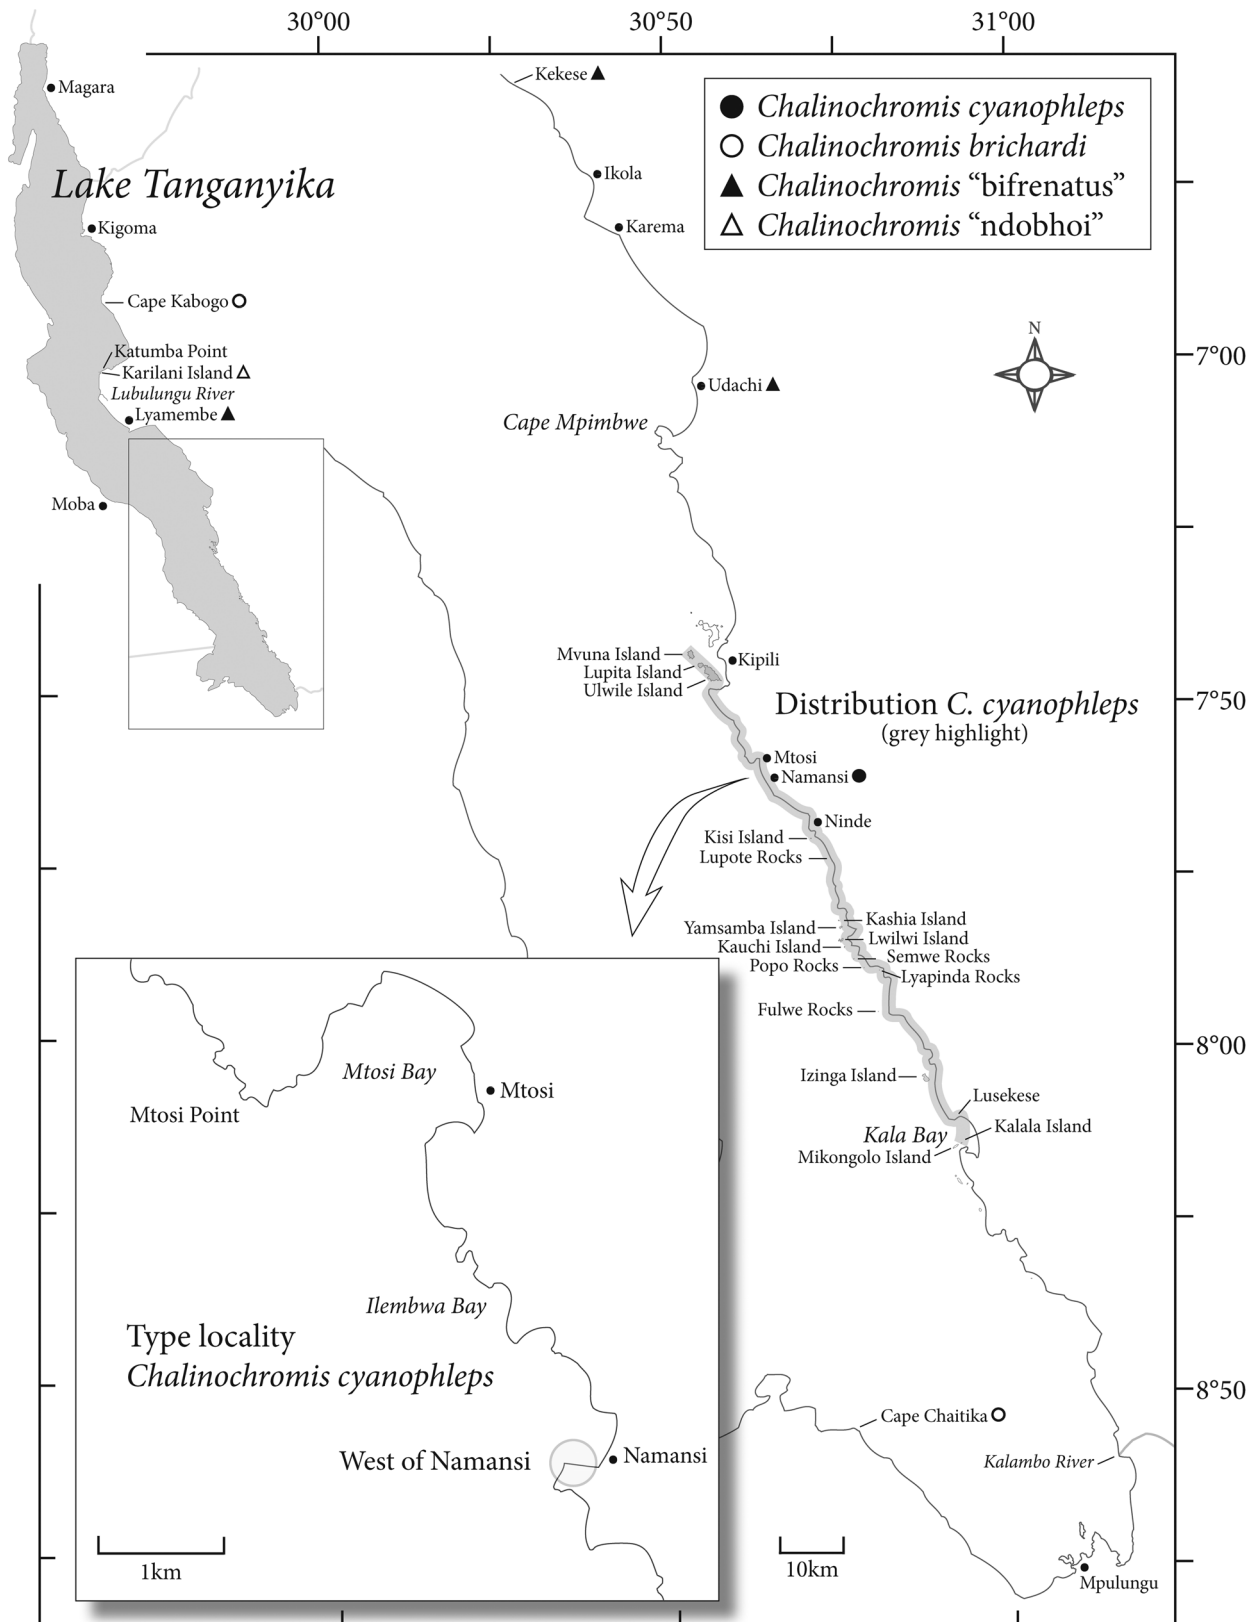 30°00
30°50
31°00
Magara
Kekese
Chalinochromis cyanophleps
Chalinochromis brichardi
Chalinochromis “bifrenatus”
Chalinochromis “ndobhoi”
Lake Tanganyika
Ikola
Kigoma
Karema
Cape Kabogo
N
Katumba Point
7°00
Karilani Island
Udachi
Lubulungu River
Lyamembe
Cape Mpimbwe
Moba
Mvuna Island
Kipili
Lupita Island
Ulwile Island
7°50
Distribution C. cyanophleps
(grey highlight)
Mtosi
Namansi
Ninde
Kisi Island
Lupote Rocks
Kashia Island
Yamsamba Island
Lwilwi Island
Kauchi Island
Semwe Rocks
Popo Rocks
Lyapinda Rocks
Fulwe Rocks
8°00
Izinga Island
Lusekese
Kalala Island
Kala Bay
Mikongolo Island
Mtosi Bay
Mtosi
Mtosi Point
Ilembwa Bay
Type locality
Chalinochromis cyanophleps
West of Namansi
Namansi
1km
8°50
Cape Chaitika
Kalambo River
10km
Mpulungu